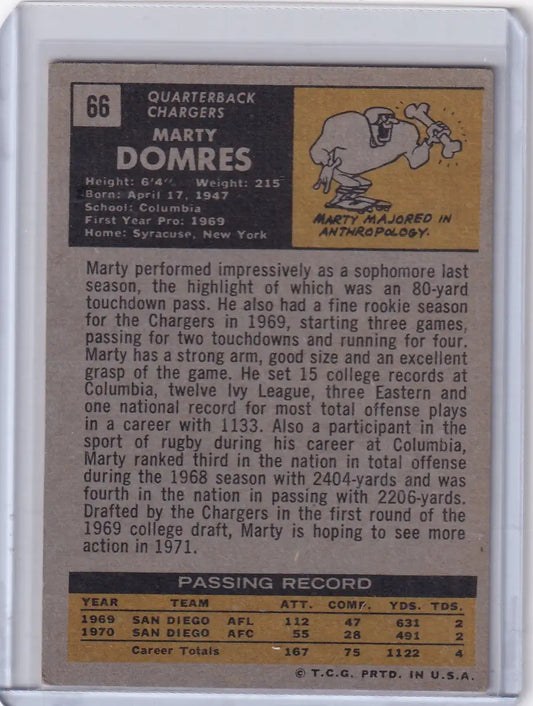 66
QUARTERBACK
CHARGERS
MARTY
DOMRES
Height: 6'4" Weight: 215
Born: April 17, 1947
School: Columbia
First Year Pro: 1969
Home: Syracuse, New York
MARTY MAJORED IN
ANTHROPOLOGY.
Marty performed impressively as a sophomore last
season, the highlight of which was an 80-yard
touchdown pass. He also had a fine rookie season
for the Chargers in 1969, starting three games,
passing for two touchdowns and running for four.
Marty has a strong arm, good size and an excellent
grasp of the game. He set 15 college records at
Columbia, twelve Ivy League, three Eastern and
one national record for most total offense plays
in a career with 1133. Also a participant in the
sport of rugby during his career at Columbia,
Marty ranked third in the nation in total offense
during the 1968 season with 2404-yards and was
fourth in the nation in passing with 2206-yards.
Drafted by the Chargers in the first round of the
1969 college draft, Marty is hoping to see more
action in 1971.
PASSING RECORD
YEAR TEAM ATT. COMP. YDS. TDS.
1969 SAN DIEGO AFL 112 47 631 2
1970 SAN DIEGO AFC 55 28 491 2
Career Totals 167 75 1122 4
© T.C.G. PRTD. IN U.S.A.